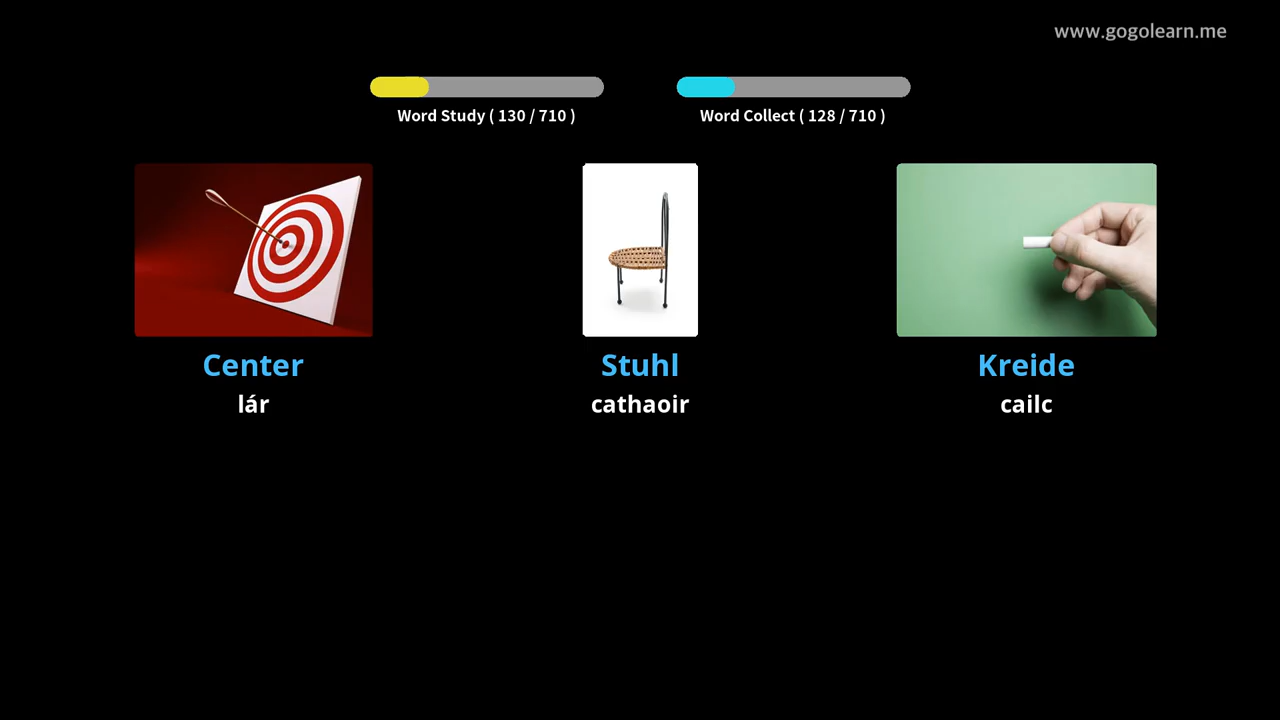 www.gogolearn.me
Word Study ( 130 / 710 )
Word Collect ( 128 / 710 )
Center
lár
Stuhl
cathaoir
Kreide
cailc